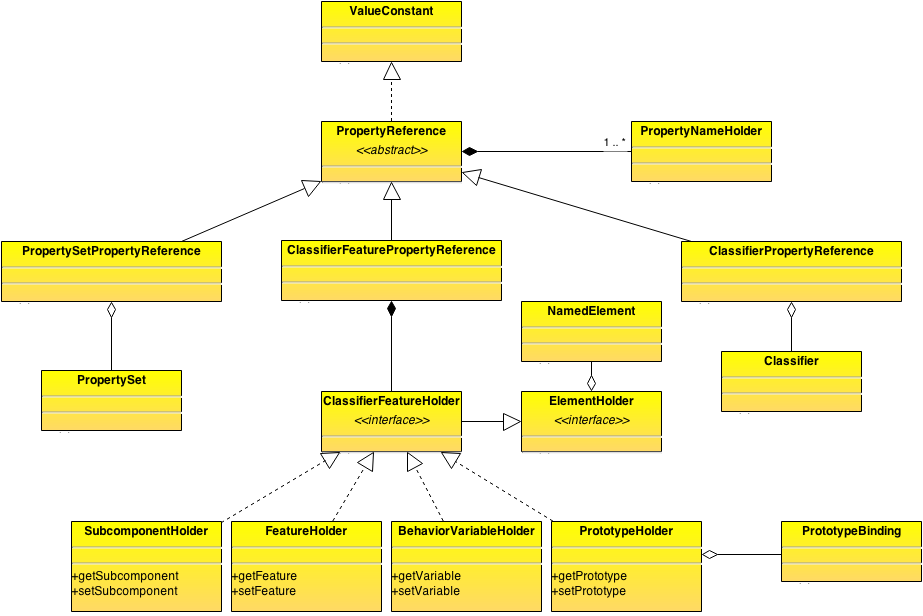 ValueConstant
PropertyReference
<<abstract>>
1 .. *
PropertyNameHolder
PropertySetPropertyReference
ClassifierFeaturePropertyReference
ClassifierPropertyReference
NamedElement
PropertySet
Classifier
ClassifierFeatureHolder
<<interface>>
ElementHolder
<<interface>>
SubcomponentHolder
+getSubcomponent
+setSubcomponent
FeatureHolder
+getFeature
+setFeature
BehaviorVariableHolder
+getVariable
+setVariable
PrototypeHolder
+getPrototype
+setPrototype
PrototypeBinding